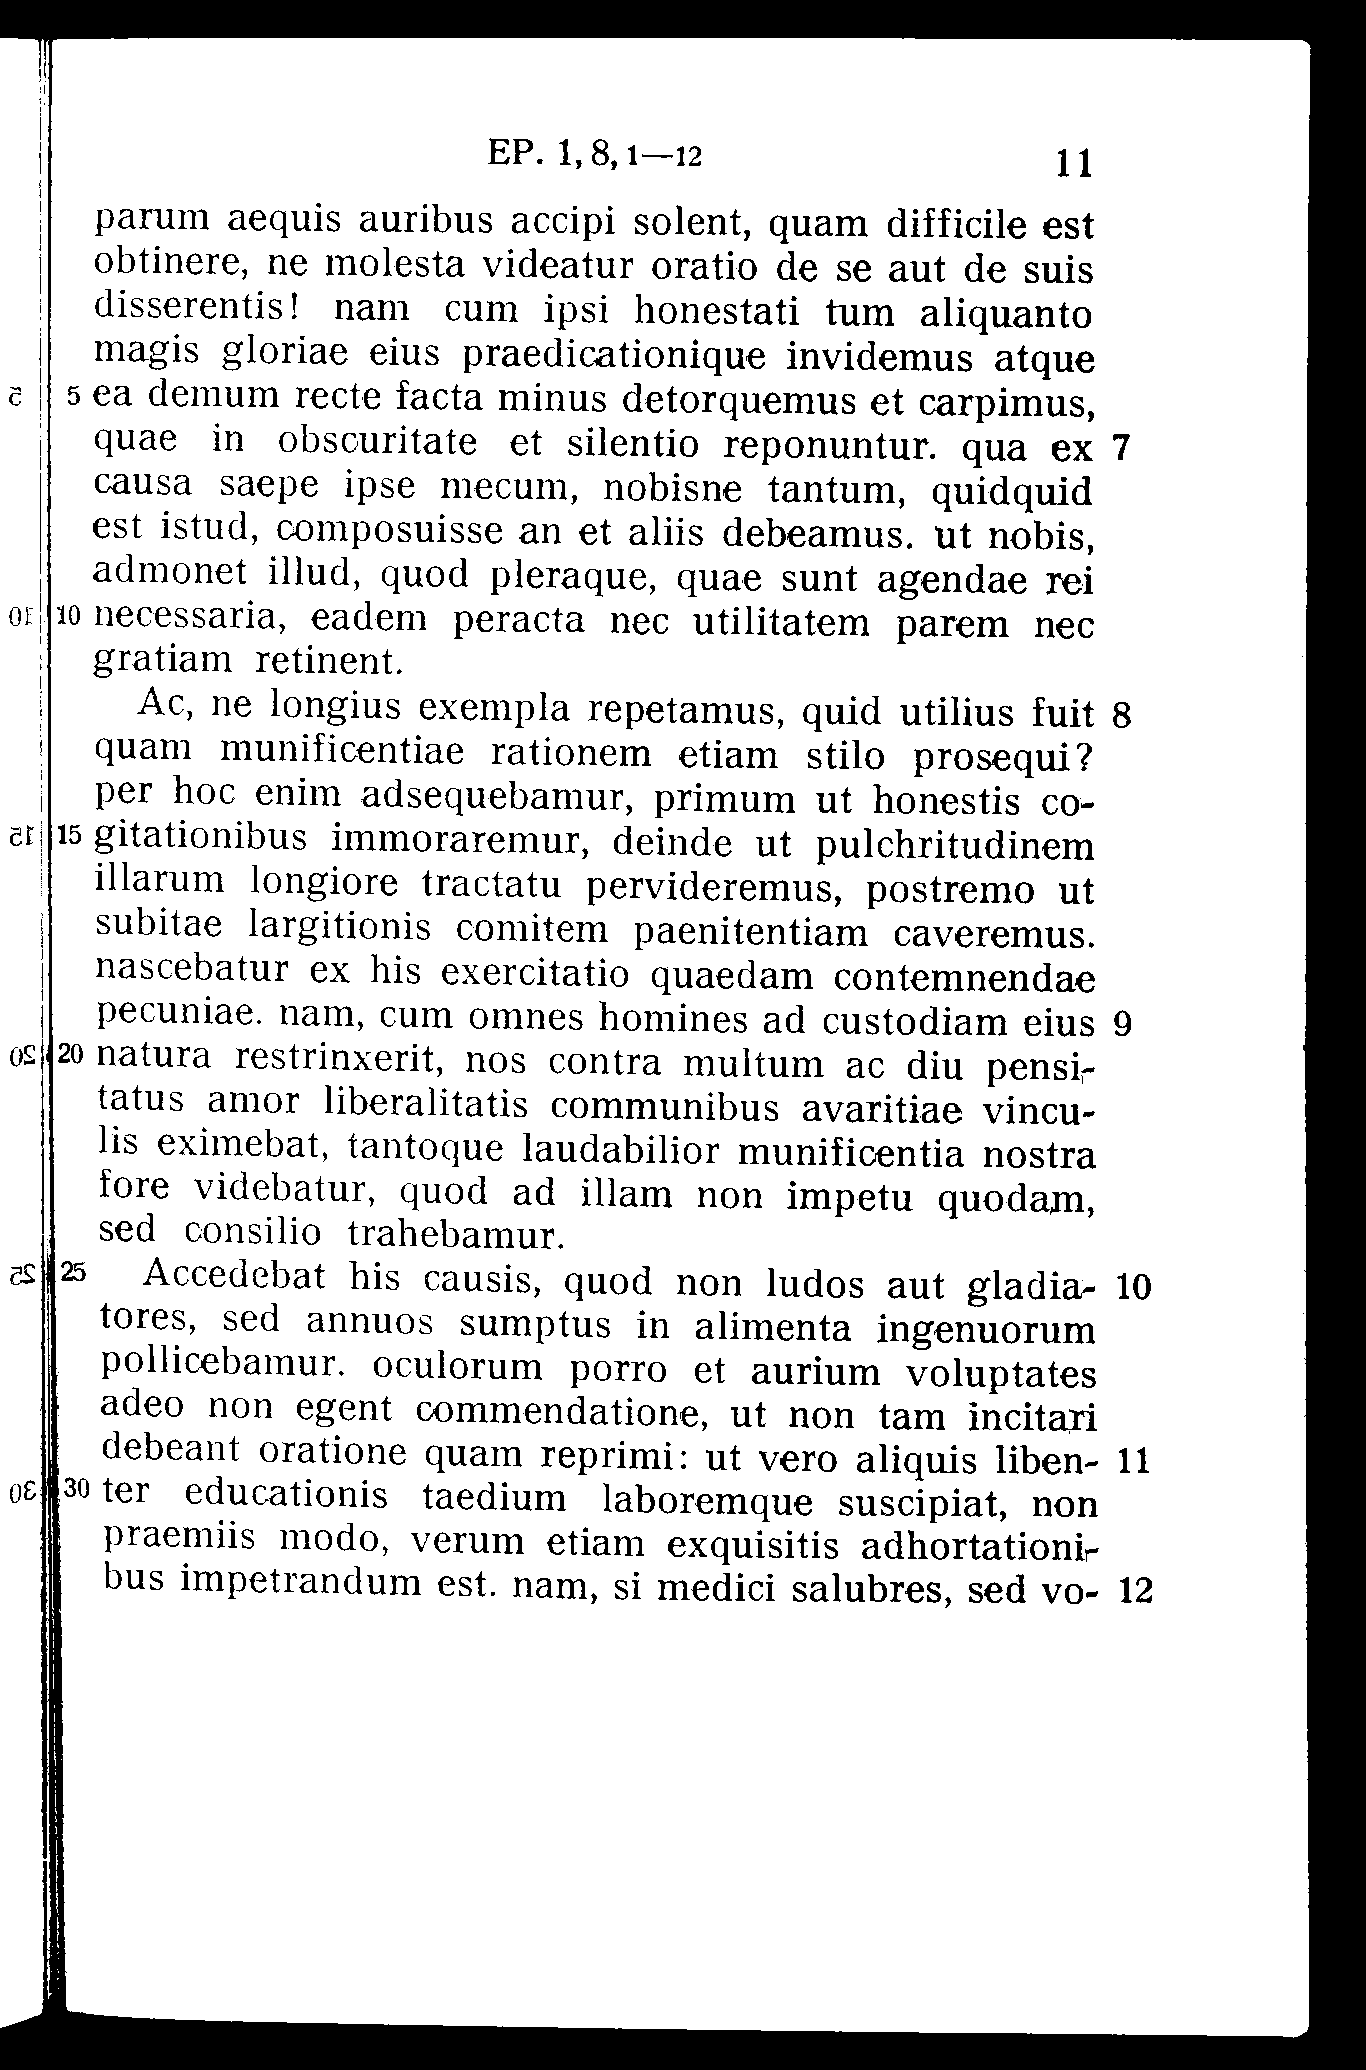 EP. 1, 8, 1—12 11
parum aequis auribus accipi solent, quam difficile est
obtinere, ne molesta videatur oratio de se aut de suis
disserentis! nam cum ipsi honestati tum aliquanto
magis gloriae eius praedicationique invidemus atque
5 ea demum recte facta minus detorquemus et carpimus,
quae in obscuritate et silentio reponuntur. qua ex 7
causa saepe ipse mecum, nobisne tantum, quidquid
est istud, composuisse an et aliis debeamus. ut nobis,
admonet illud, quod pleraque, quae sunt agendae rei
10 necessaria, eadem peracta nec utilitatem parem nec
gratiam retinent.
Ac, ne longius exempla repetamus, quid utilius fuit 8
quam munificentiae rationem etiam stilo prosequi?
per hoc enim adsequebamur, primum ut honestis co-
15 gitationibus immoraremur, deinde ut pulchritudinem
illarum longiore tractatu pervideremus, postremo ut
subitae largitionis comitem paenitentiam caveremus.
nascebatur ex his exercitatio quaedam contemnendae
pecuniae. nam, cum omnes homines ad custodiam eius 9
20 natura restrinxerit, nos contra multum ac diu pensi-
tatus amor liberalitatis communibus avaritiae vincu-
lis eximebat, tantoque laudabilior munificentia nostra
fore videbatur, quod ad illam non impetu quodam,
sed consilio trahebamur.
25 Accedebat his causis, quod non ludos aut gladia- 10
tores, sed annuos sumptus in alimenta ingenuorum
pollicebamur. oculorum porro et aurium voluptates
adeo non egent commendatione, ut non tam incitari
debeant oratione quam reprimi: ut vero aliquis liben- 11
30 ter educationis taedium laboremque suscipiat, non
praemiis modo, verum etiam exquisitis adhortationi-
bus impetrandum est. nam, si medici salubres, sed vo- 12